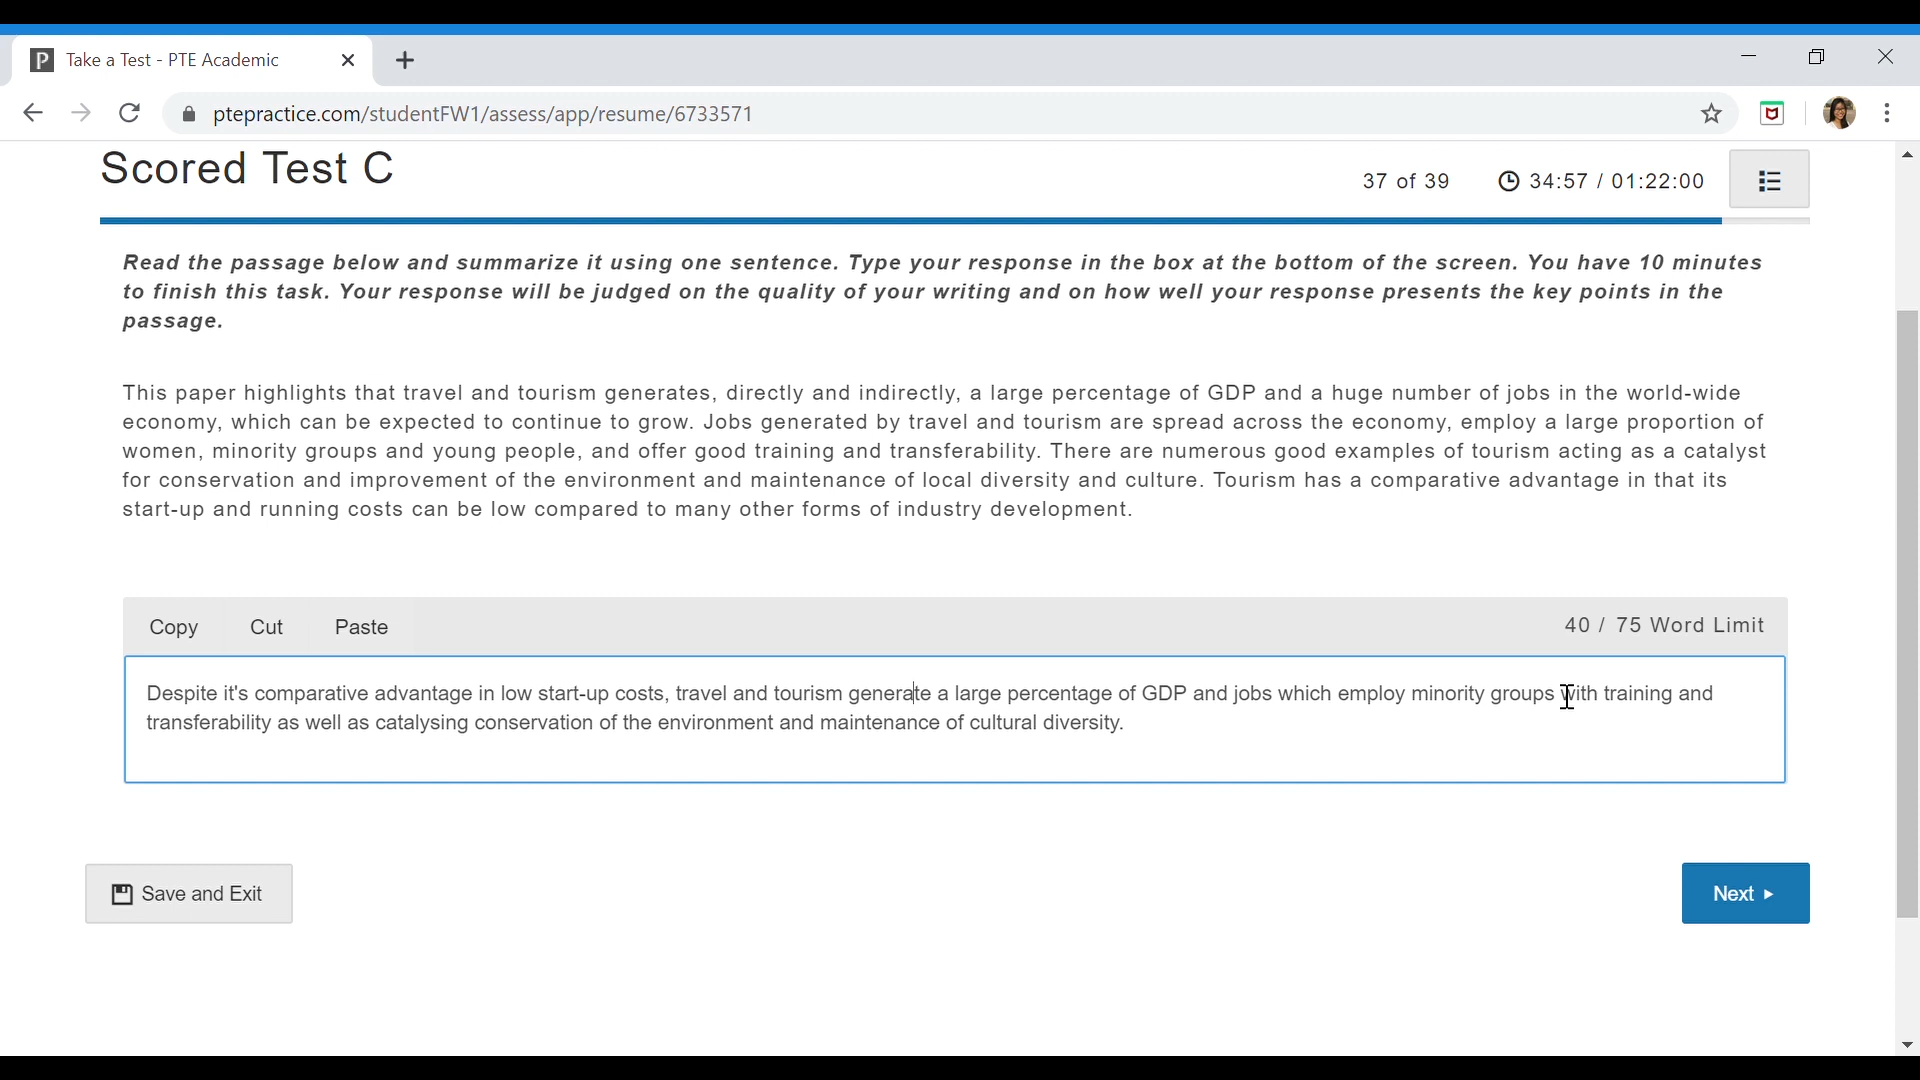 Take a Test - PTE Academic
ptepractice.com/studentFW1/assess/app/resume/6733571
Scored Test C
37 of 39
34:57 / 01:22:00
Read the passage below and summarize it using one sentence. Type your response in the box at the bottom of the screen. You have 10 minutes
to finish this task. Your response will be judged on the quality of your writing and on how well your response presents the key points in the
passage.
This paper highlights that travel and tourism generates, directly and indirectly, a large percentage of GDP and a huge number of jobs in the world-wide
economy, which can be expected to continue to grow. Jobs generated by travel and tourism are spread across the economy, employ a large proportion of
women, minority groups and young people, and offer good training and transferability. There are numerous good examples of tourism acting as a catalyst
for conservation and improvement of the environment and maintenance of local diversity and culture. Tourism has a comparative advantage in that its
start-up and running costs can be low compared to many other forms of industry development.
Copy Cut Paste
40 / 75 Word Limit
Despite it's comparative advantage in low start-up costs, travel and tourism generate a large percentage of GDP and jobs which employ minority groups with training and
transferability as well as catalysing conservation of the environment and maintenance of cultural diversity.
Save and Exit
Next